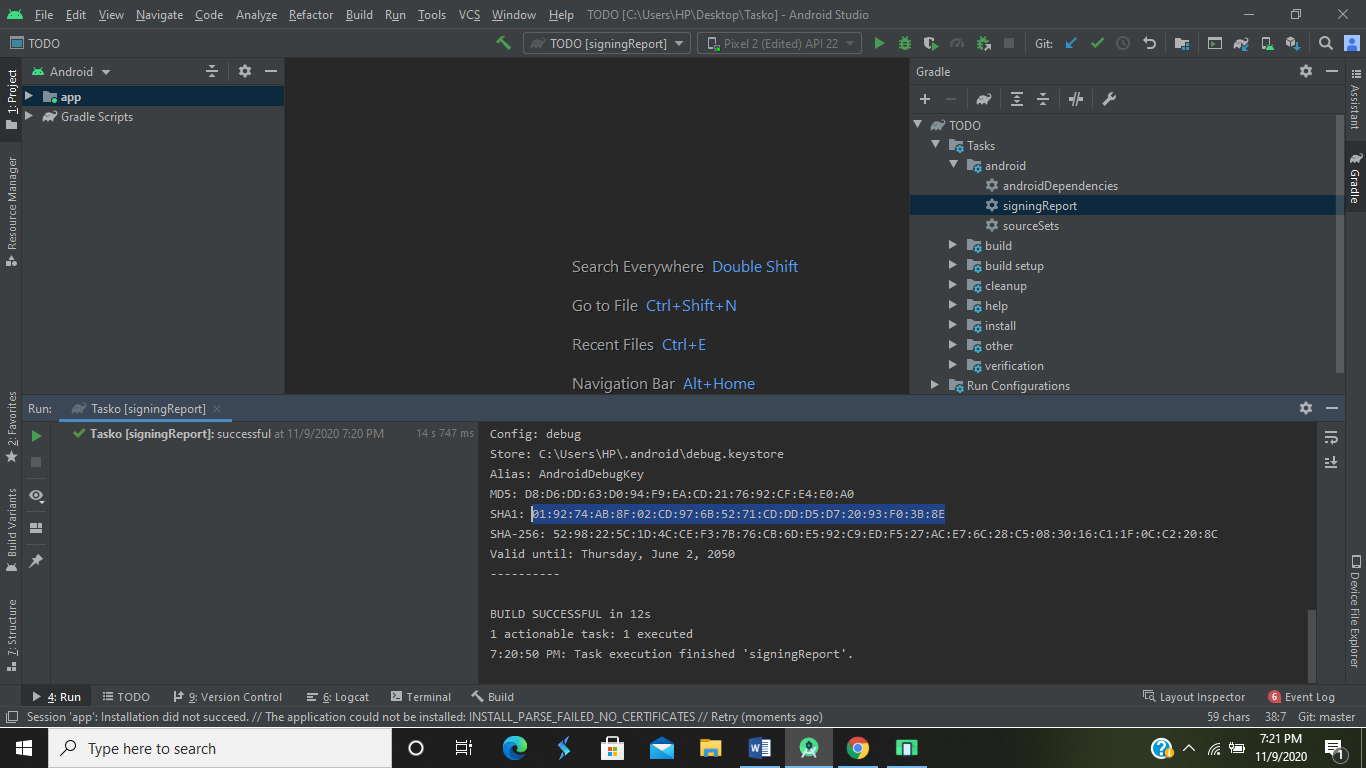 File Edit View Navigate Code Analyze Refactor Build Run Tools VCS Window Help TODO [C:\Users\HP\Desktop\Tasko] - Android Studio
TODO
TODO [signingReport]
Pixel 2 (Edited) API 22
Git:
1: Project
Resource Manager
2: Favorites
Build Variants
7: Structure
Android
app
Gradle Scripts
Search Everywhere Double Shift
Go to File Ctrl+Shift+N
Recent Files Ctrl+E
Navigation Bar Alt+Home
Gradle
TODO
Tasks
android
androidDependencies
signingReport
sourceSets
build
build setup
cleanup
help
install
other
verification
Run Configurations
Assistant
Gradle
Device File Explorer
Run: Tasko [signingReport]
Tasko [signingReport]: successful at 11/9/2020 7:20 PM 14 s 747 ms
Config: debug
Store: C:\Users\HP\.android\debug.keystore
Alias: AndroidDebugKey
MD5: D8:D6:DD:63:D0:94:F9:EA:CD:21:76:92:CF:E4:E0:A0
SHA1: 01:92:74:AB:8F:02:CD:97:6B:52:71:CD:DD:D5:D7:20:93:F0:3B:8E
SHA-256: 52:98:22:5C:1D:4C:CE:F3:7B:76:CB:6D:E5:92:C9:ED:F5:27:AC:E7:6C:28:C5:08:30:16:C1:1F:0C:C2:20:8C
Valid until: Thursday, June 2, 2050
----------
BUILD SUCCESSFUL in 12s
1 actionable task: 1 executed
7:20:50 PM: Task execution finished 'signingReport'.
4: Run TODO 9: Version Control 6: Logcat Terminal Build Layout Inspector 6 Event Log
Session 'app': Installation did not succeed. // The application could not be installed: INSTALL_PARSE_FAILED_NO_CERTIFICATES // Retry (moments ago) 59 chars 38:7 Git: master
Type here to search
7:21 PM
11/9/2020
1